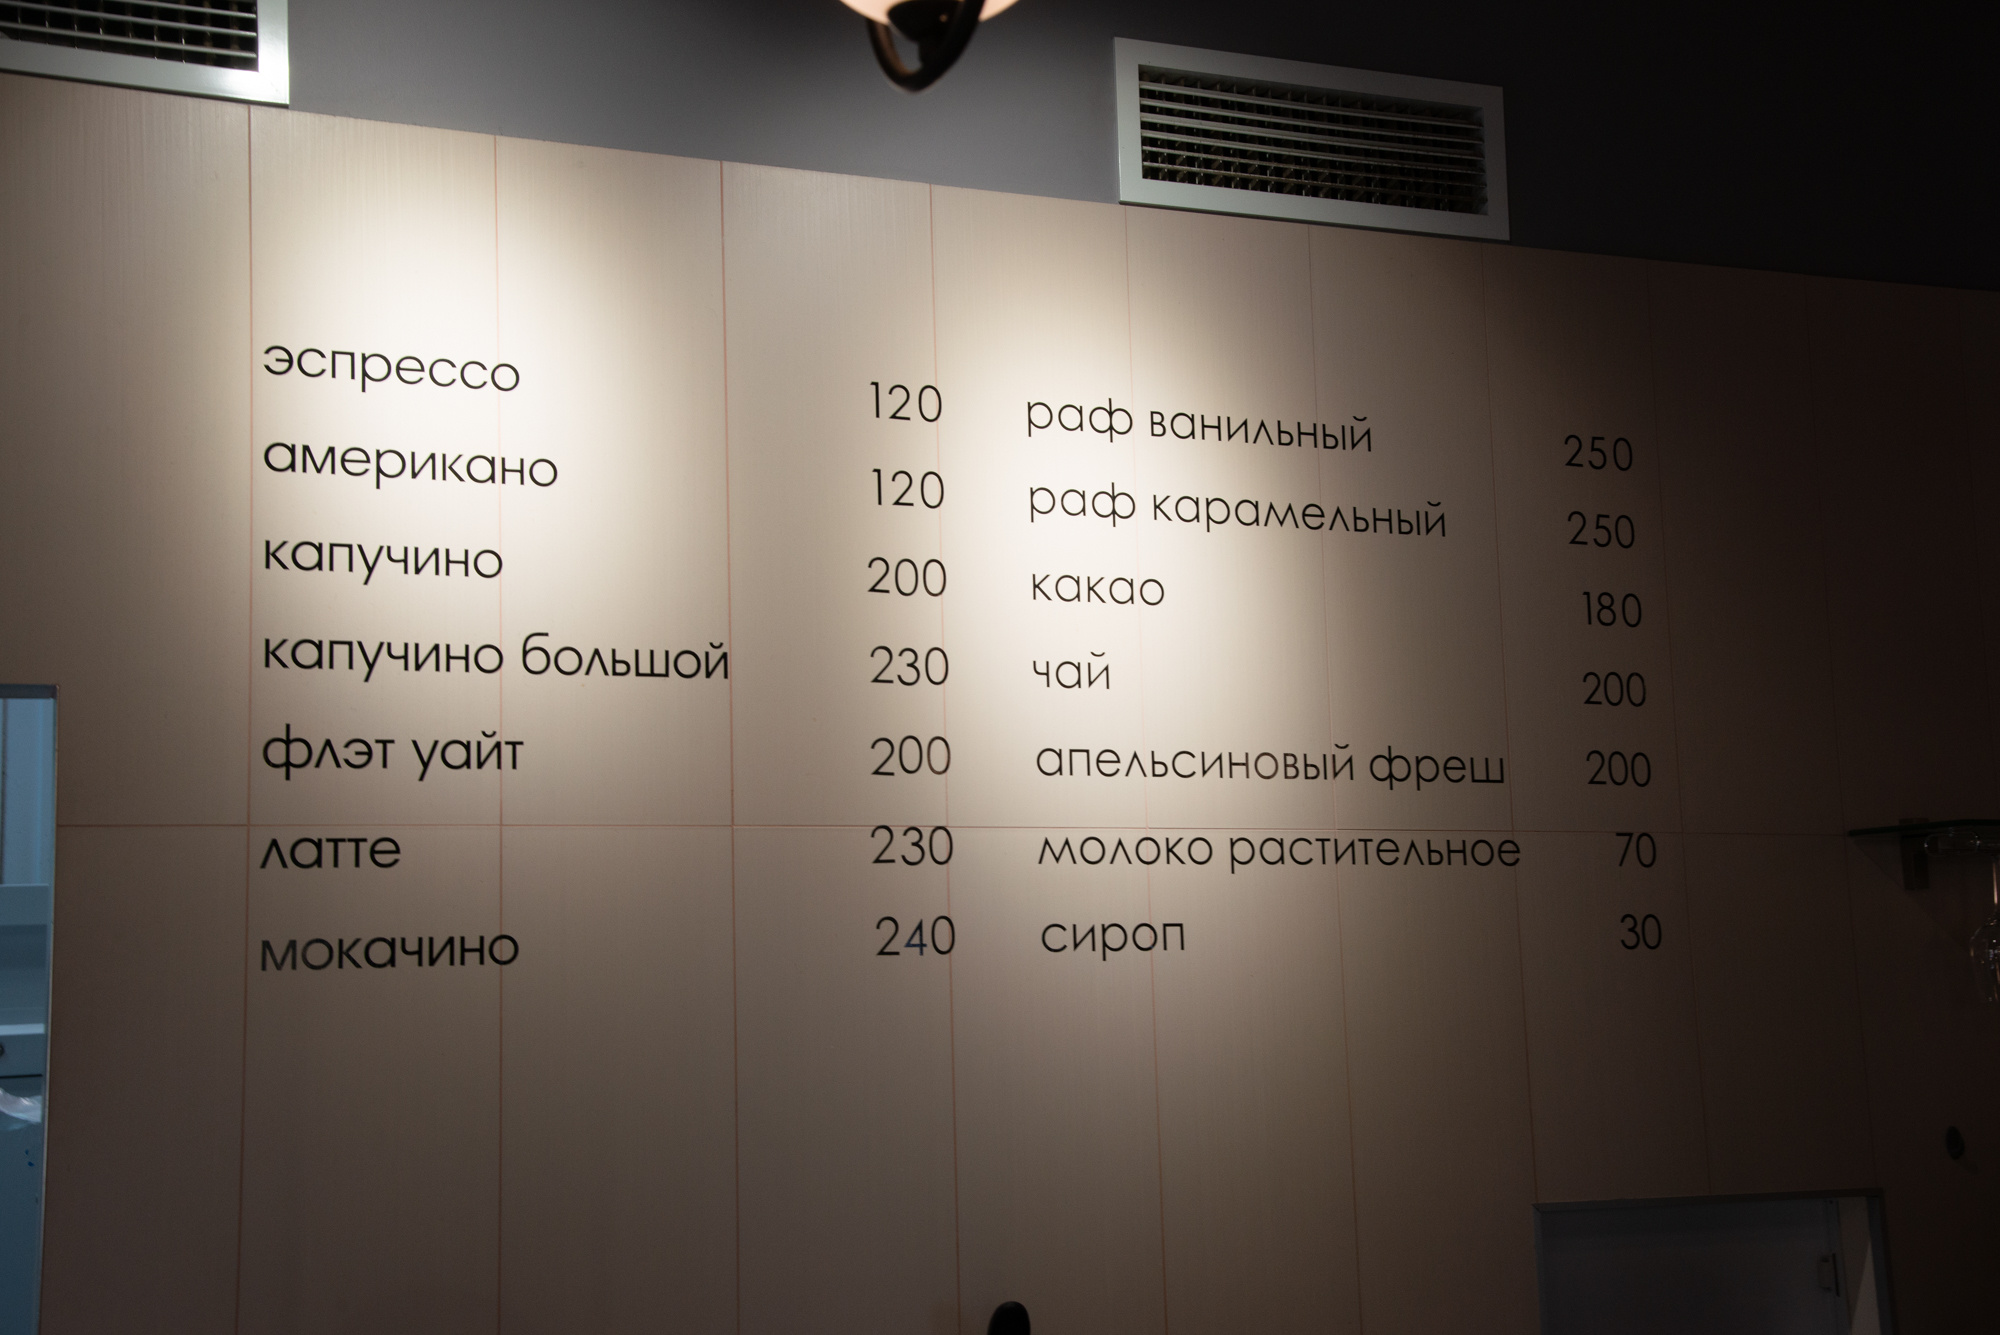 эспрессо 120
американо 120
капучино 200
капучино большой 230
флэт уайт 200
латте 230
мокачино 240
раф ванильный 250
раф карамельный 250
какао 180
чай 200
апельсиновый фреш 200
молоко растительное 70
сироп 30